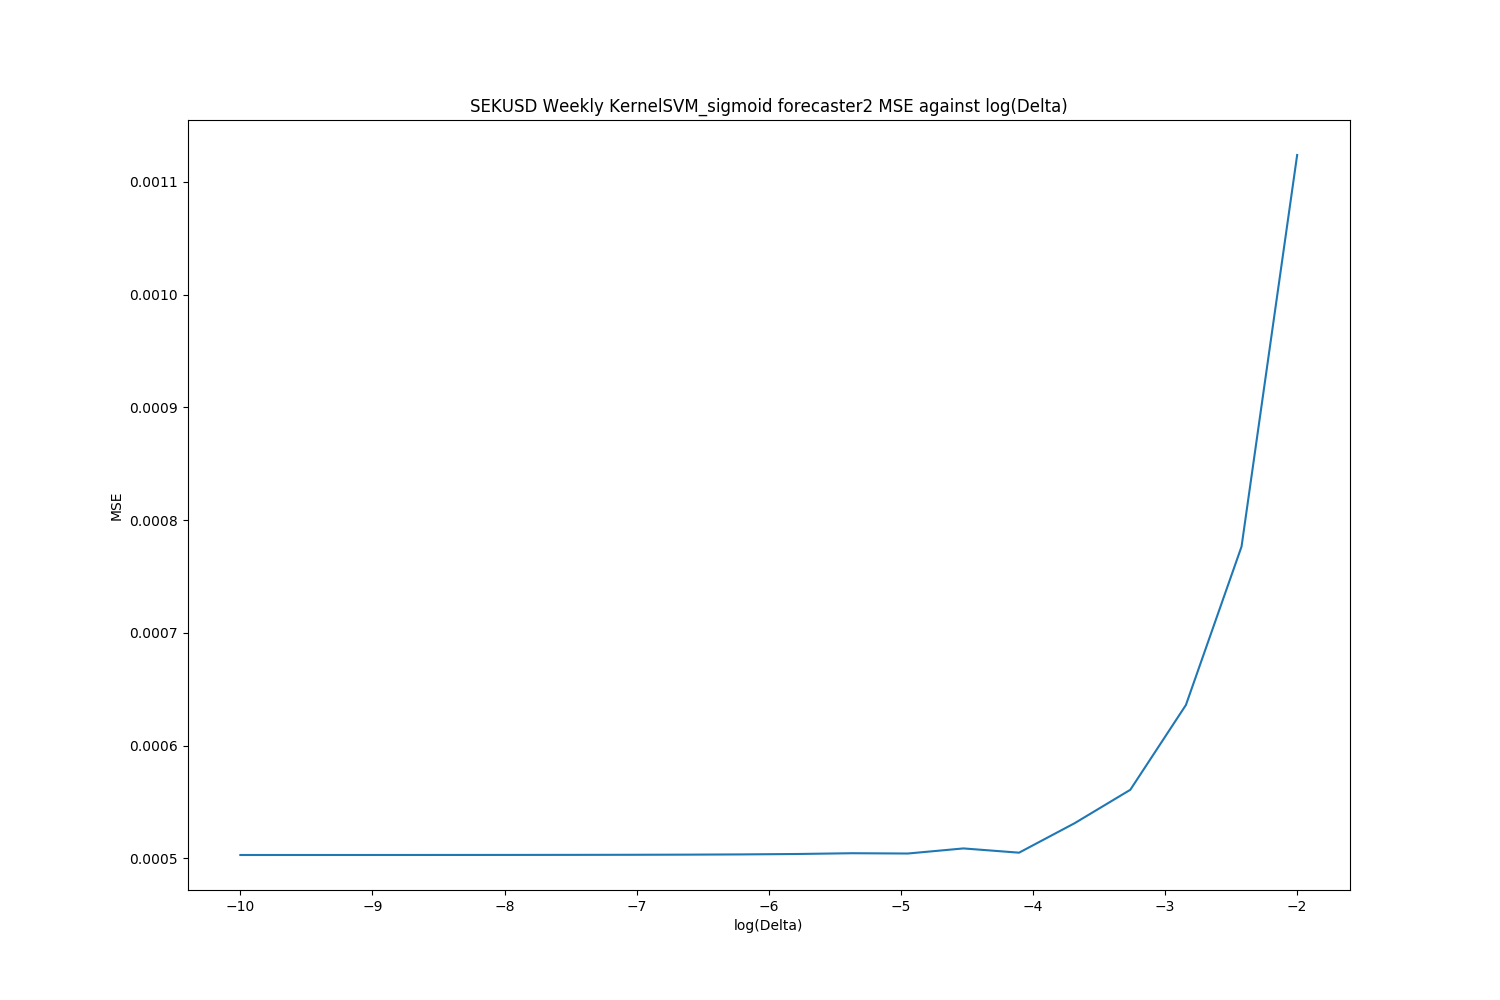 SEKUSD Weekly KernelSVM_sigmoid forecaster2 MSE against log(Delta)
0.0011
0.0010
0.0009
0.0008
0.0007
0.0006
0.0005
MSE
−10 −9 −8 −7 −6 −5 −4 −3 −2
log(Delta)